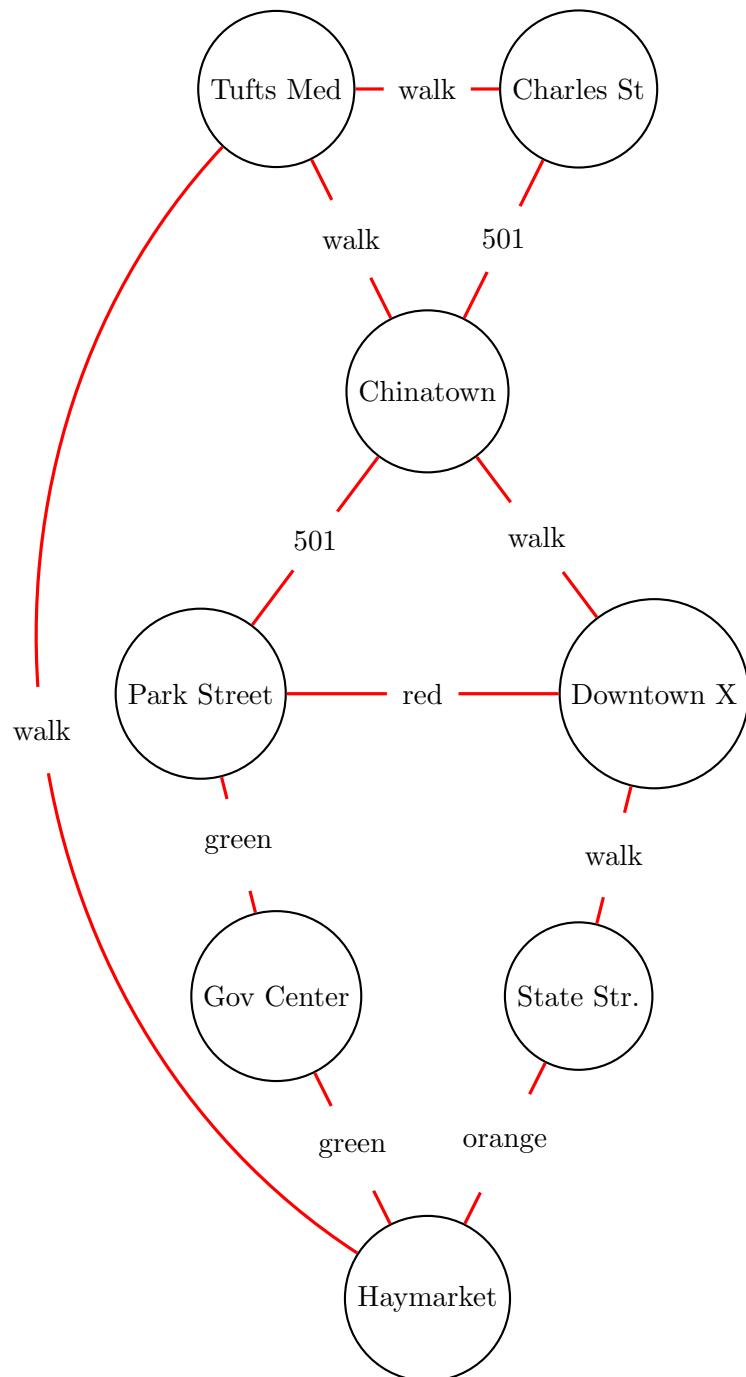 Tufts Med
walk
Charles St
walk
501
Chinatown
501
walk
Park Street
red
Downtown X
walk
green
walk
Gov Center
State Str.
green
orange
Haymarket